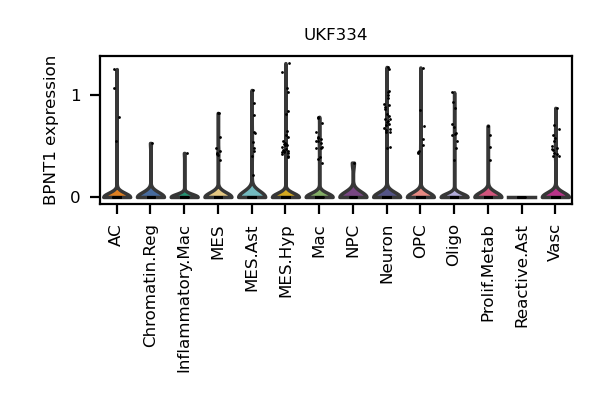 UKF334
BPNT1 expression
1
0
AC
Chromatin.Reg
Inflammatory.Mac
MES
MES.Ast
MES.Hyp
Mac
NPC
Neuron
OPC
Oligo
Prolif.Metab
Reactive.Ast
Vasc